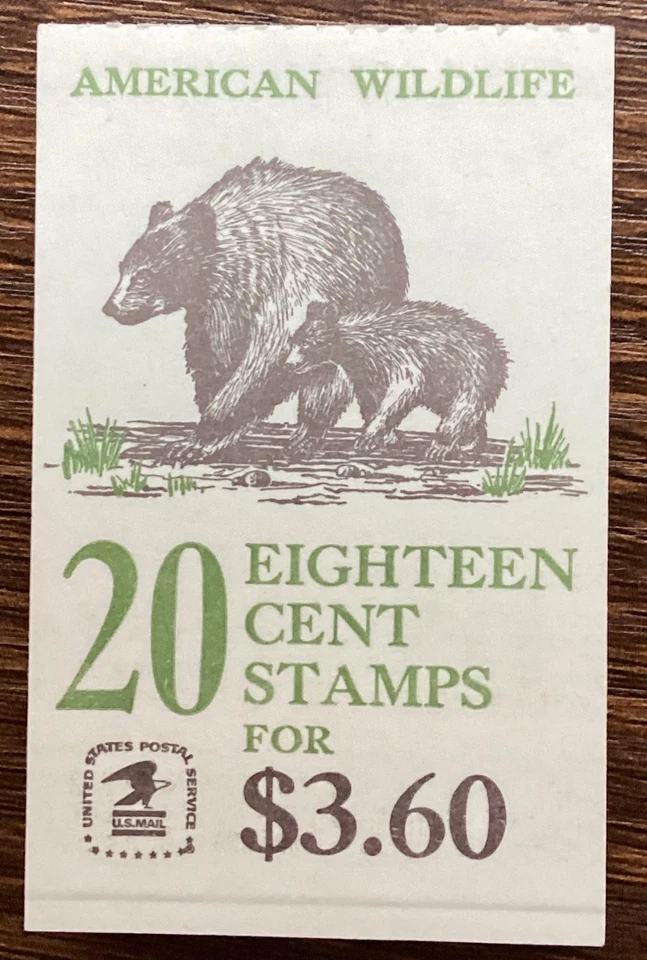 AMERICAN WILDLIFE
20
EIGHTEEN
CENT
STAMPS
FOR
$3.60
UNITED STATES POSTAL SERVICE
U.S.MAIL